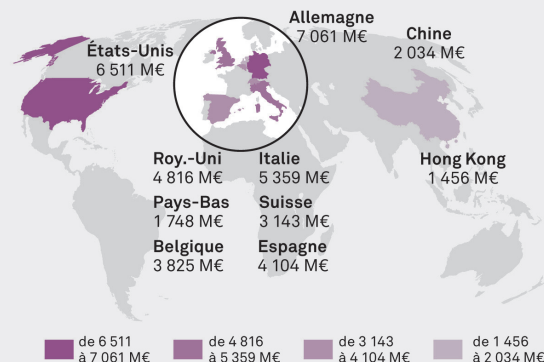 Allemagne
7 061 M€
Chine
2 034 M€
États-Unis
6 511 M€
Roy.-Uni
4 816 M€
Italie
5 359 M€
Hong Kong
1 456 M€
Pays-Bas
1 748 M€
Suisse
3 143 M€
Belgique
3 825 M€
Espagne
4 104 M€
de 6 511
à 7 061 M€
de 4 816
à 5 359 M€
de 3 143
à 4 104 M€
de 1 456
à 2 034 M€